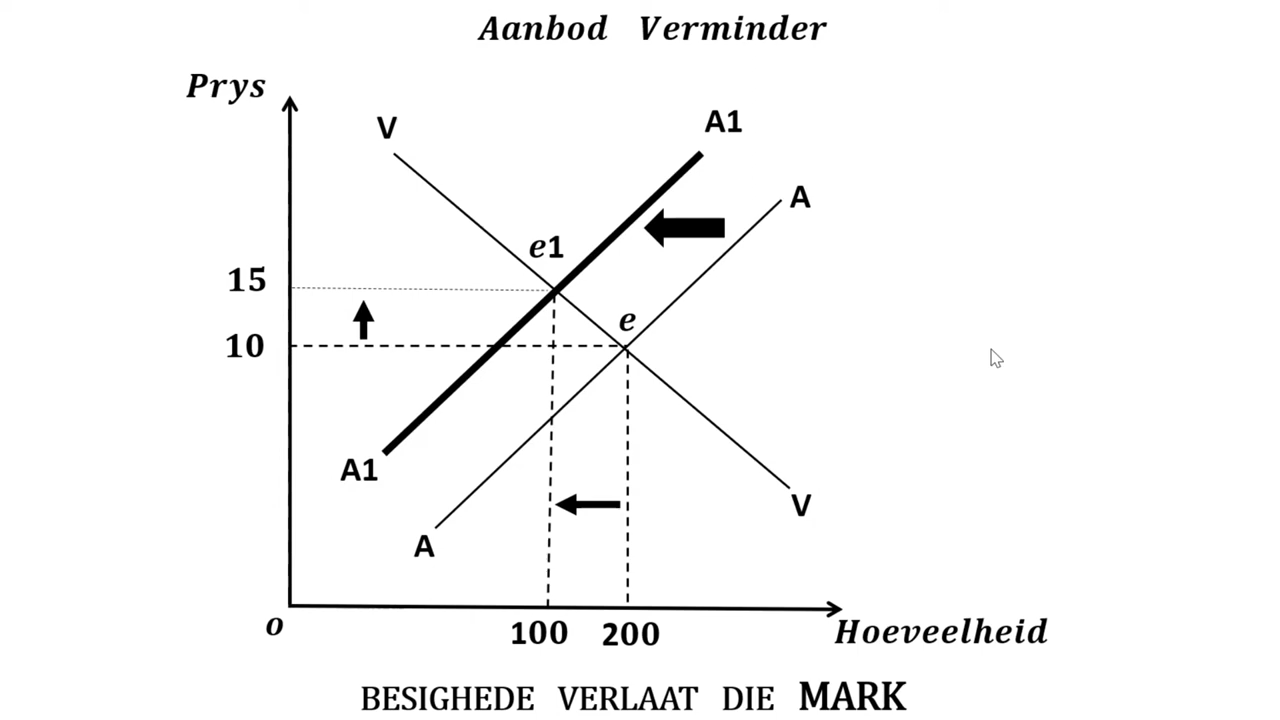 Aanbod Verminder
Prys
V
A1
A
e1
15
e
10
A1
V
A
o
100
200
Hoeveelheid
BESIGHEDE VERLAAT DIE MARK